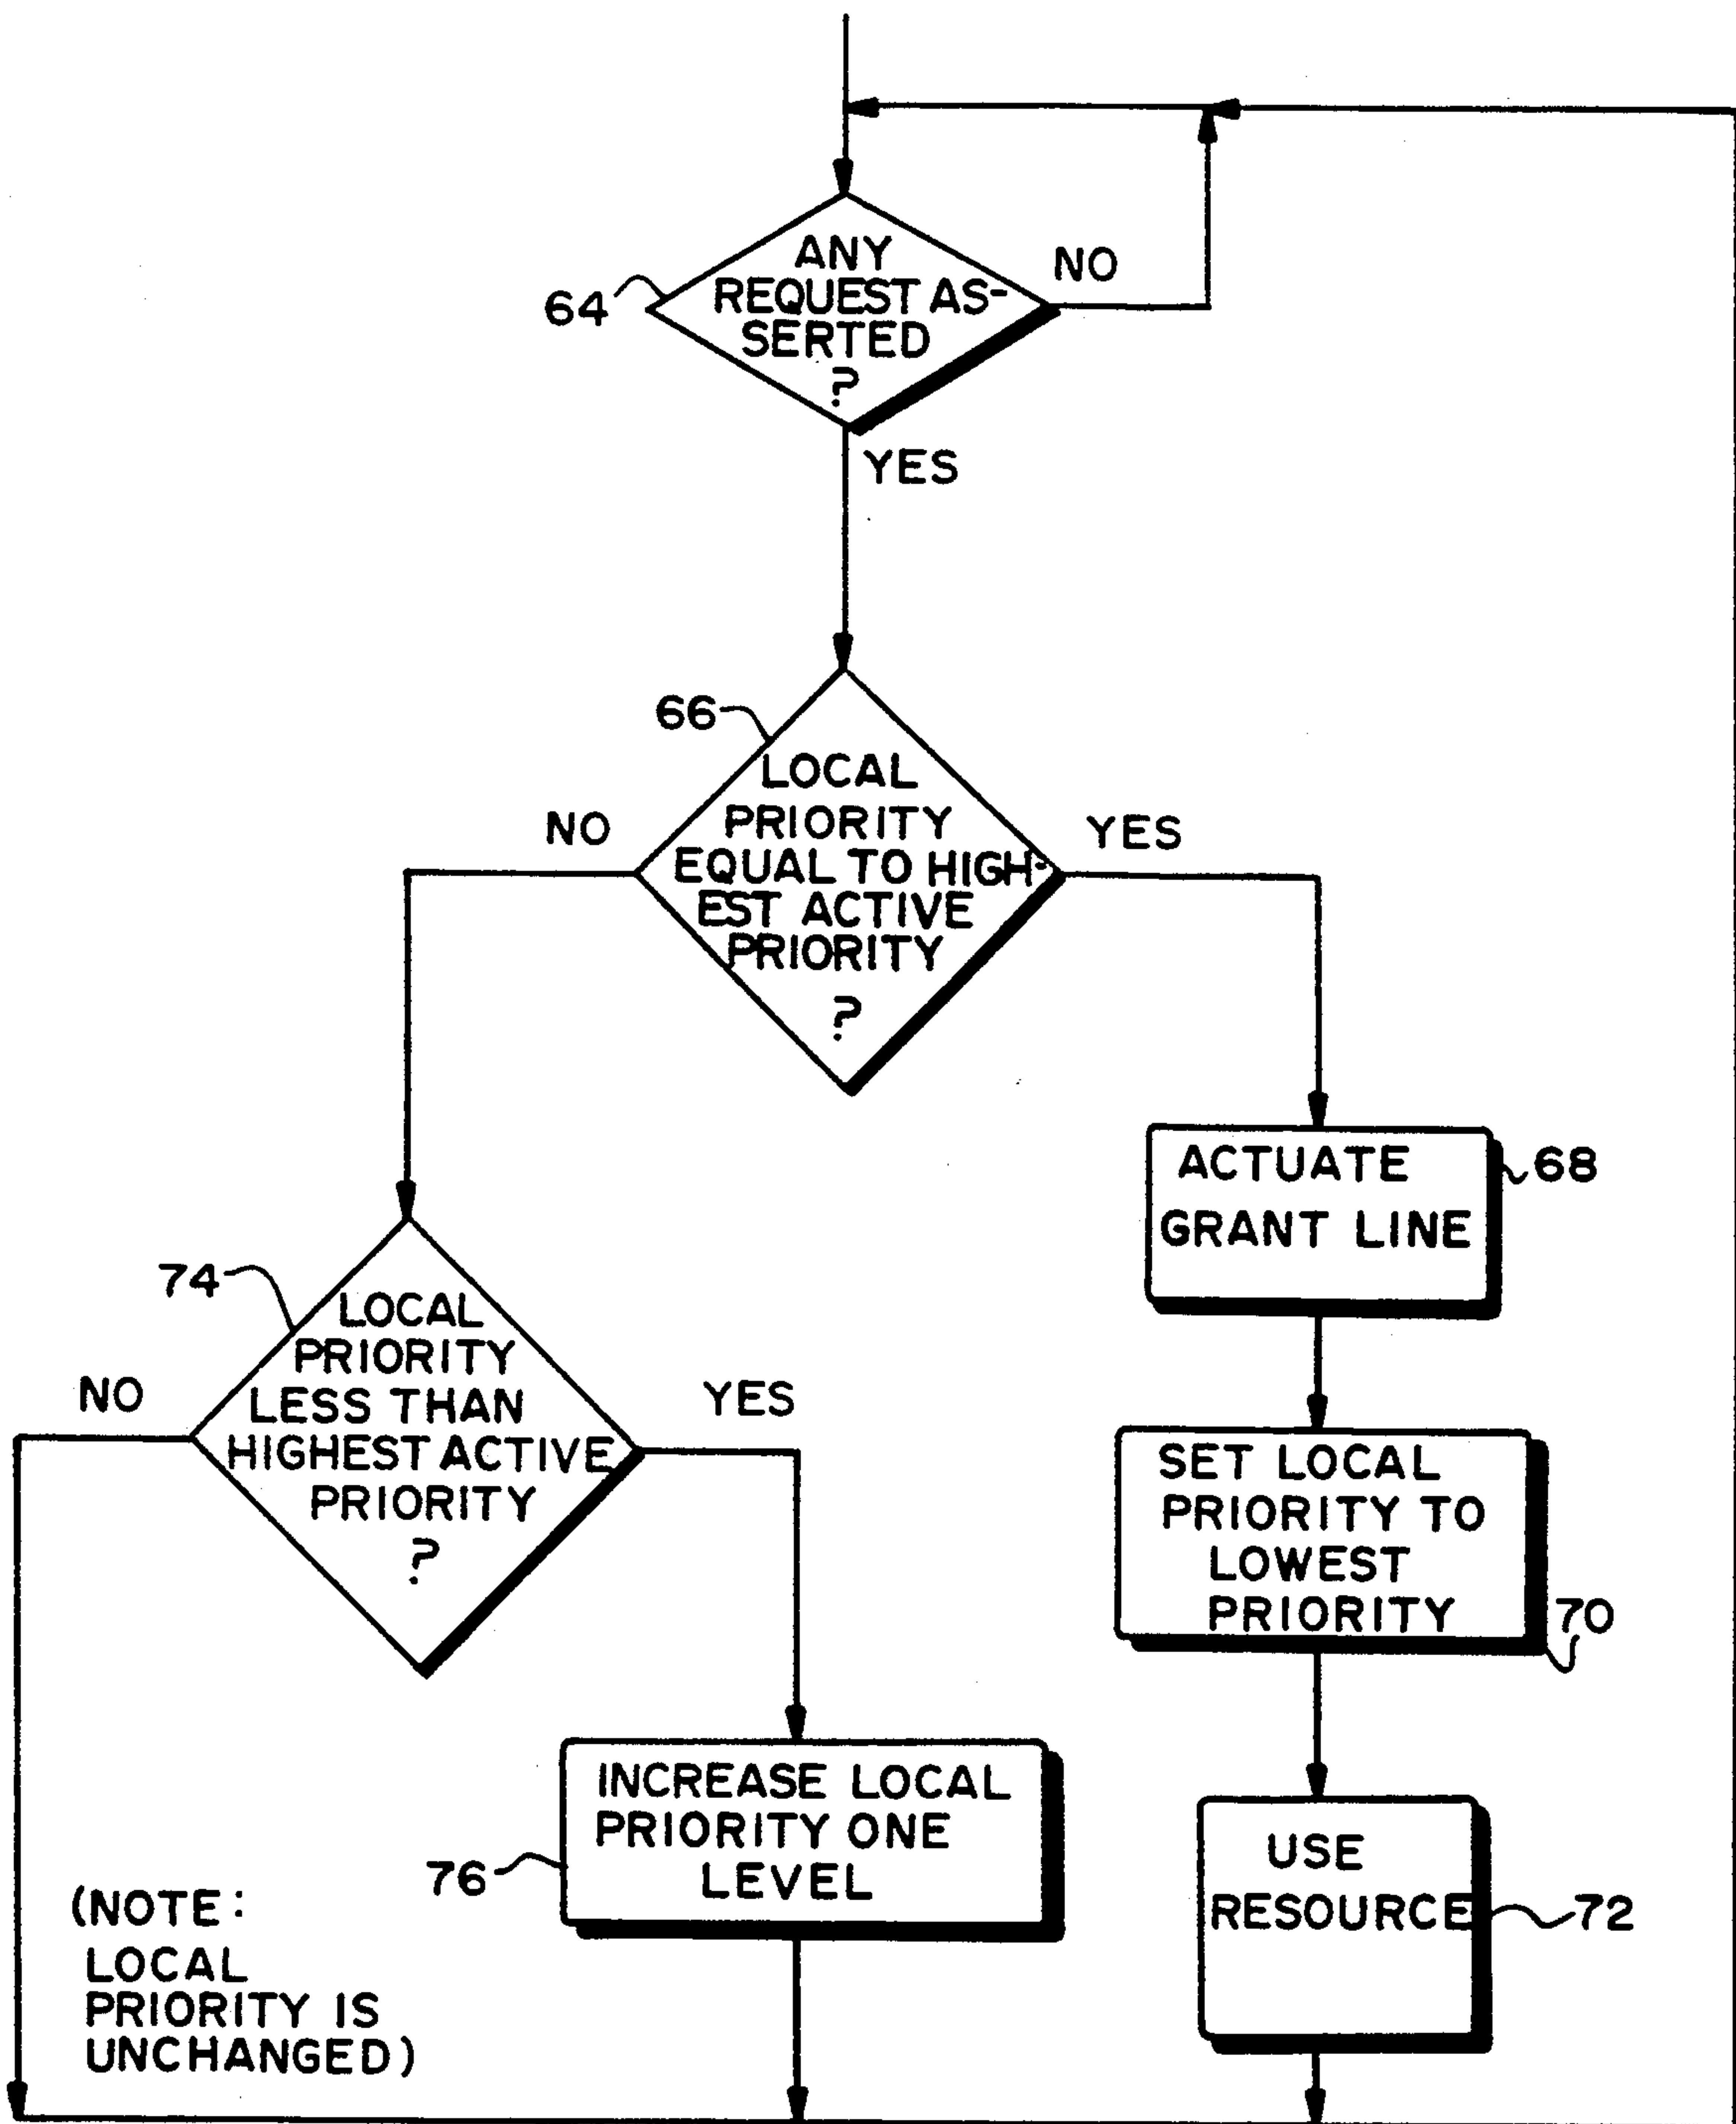 ANY
REQUEST AS-
SERTED
?
NO
64
YES
66
LOCAL
PRIORITY
EQUAL TO HIGH-
EST ACTIVE
PRIORITY
?
NO
YES
ACTUATE
GRANT LINE
68
74
LOCAL
PRIORITY
LESS THAN
HIGHEST ACTIVE
PRIORITY
?
NO
YES
SET LOCAL
PRIORITY TO
LOWEST
PRIORITY
70
INCREASE LOCAL
PRIORITY ONE
LEVEL
76
USE
RESOURCE
72
(NOTE:
LOCAL
PRIORITY IS
UNCHANGED)